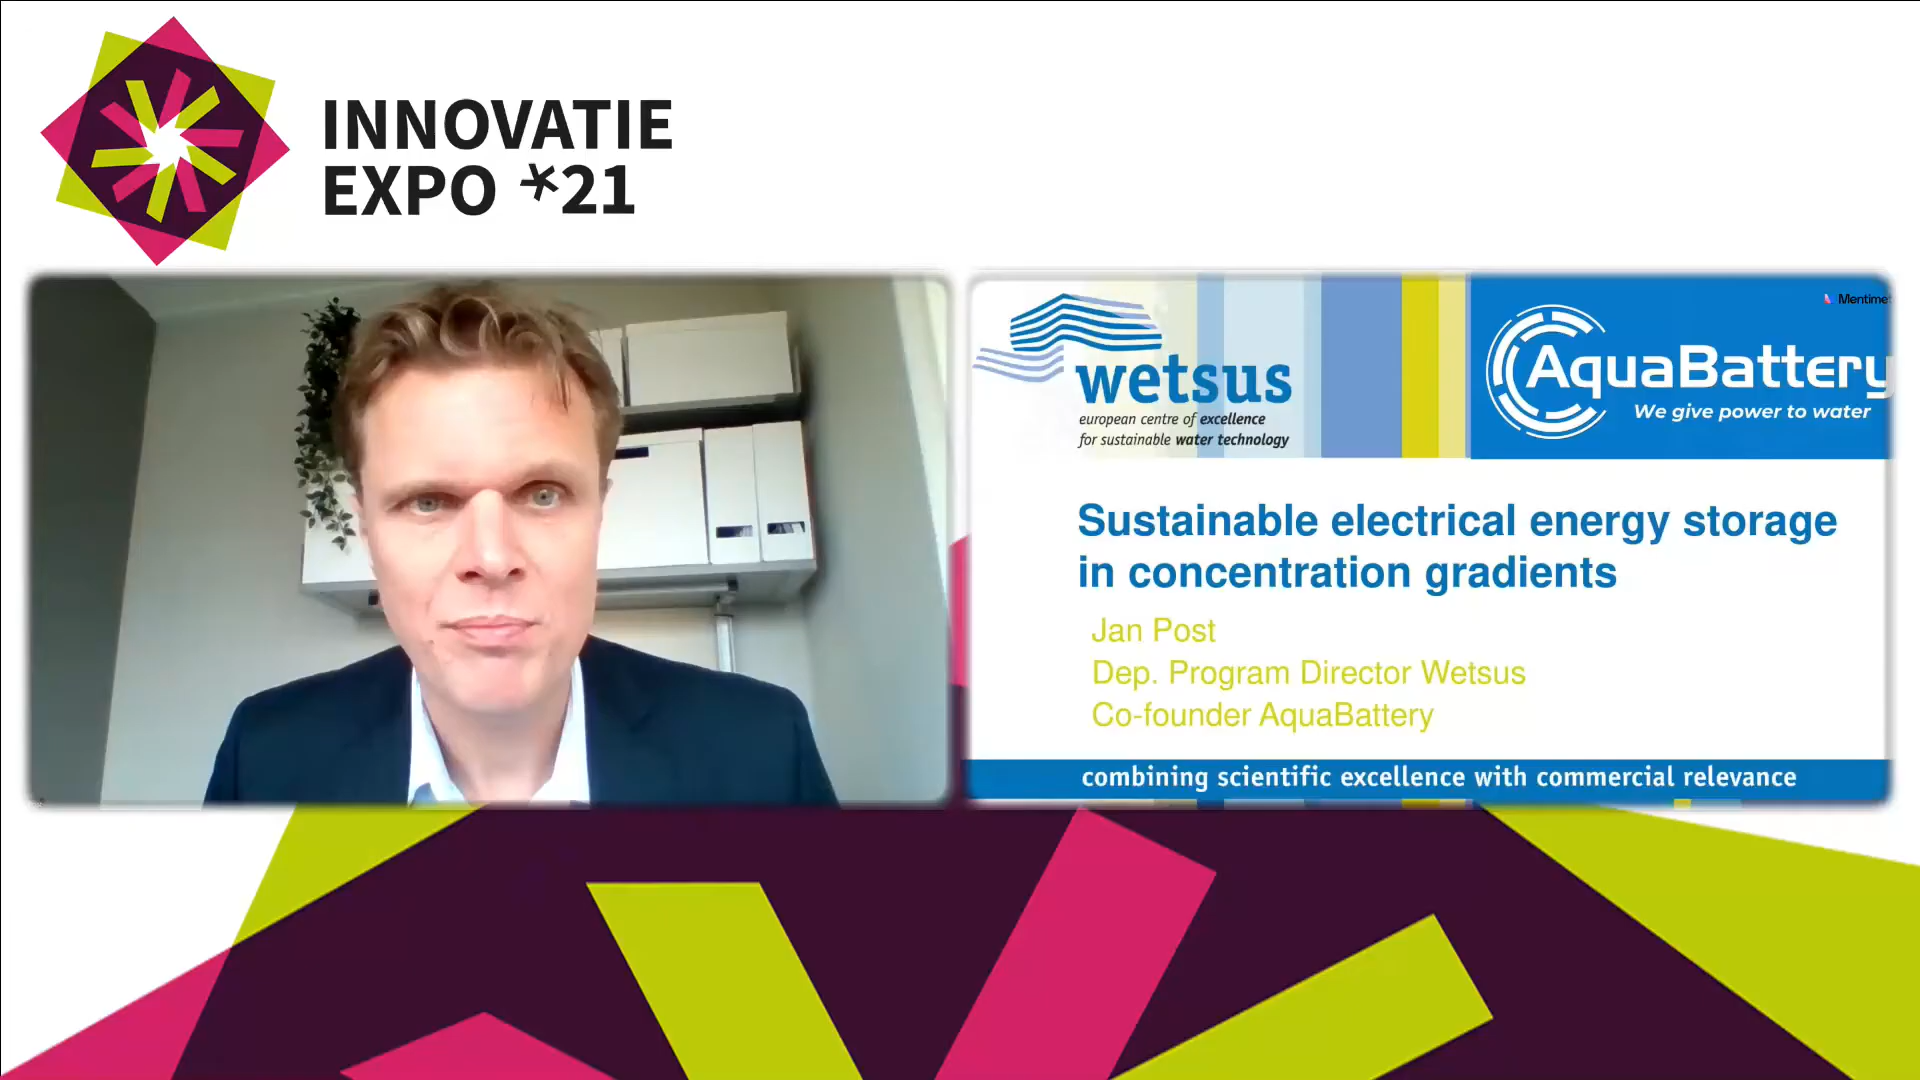 INNOVATIE
EXPO *21
Mentime
wetsus
european centre of excellence
for sustainable water technology
AquaBattery
We give power to water
Sustainable electrical energy storage
in concentration gradients
Jan Post
Dep. Program Director Wetsus
Co-founder AquaBattery
combining scientific excellence with commercial relevance